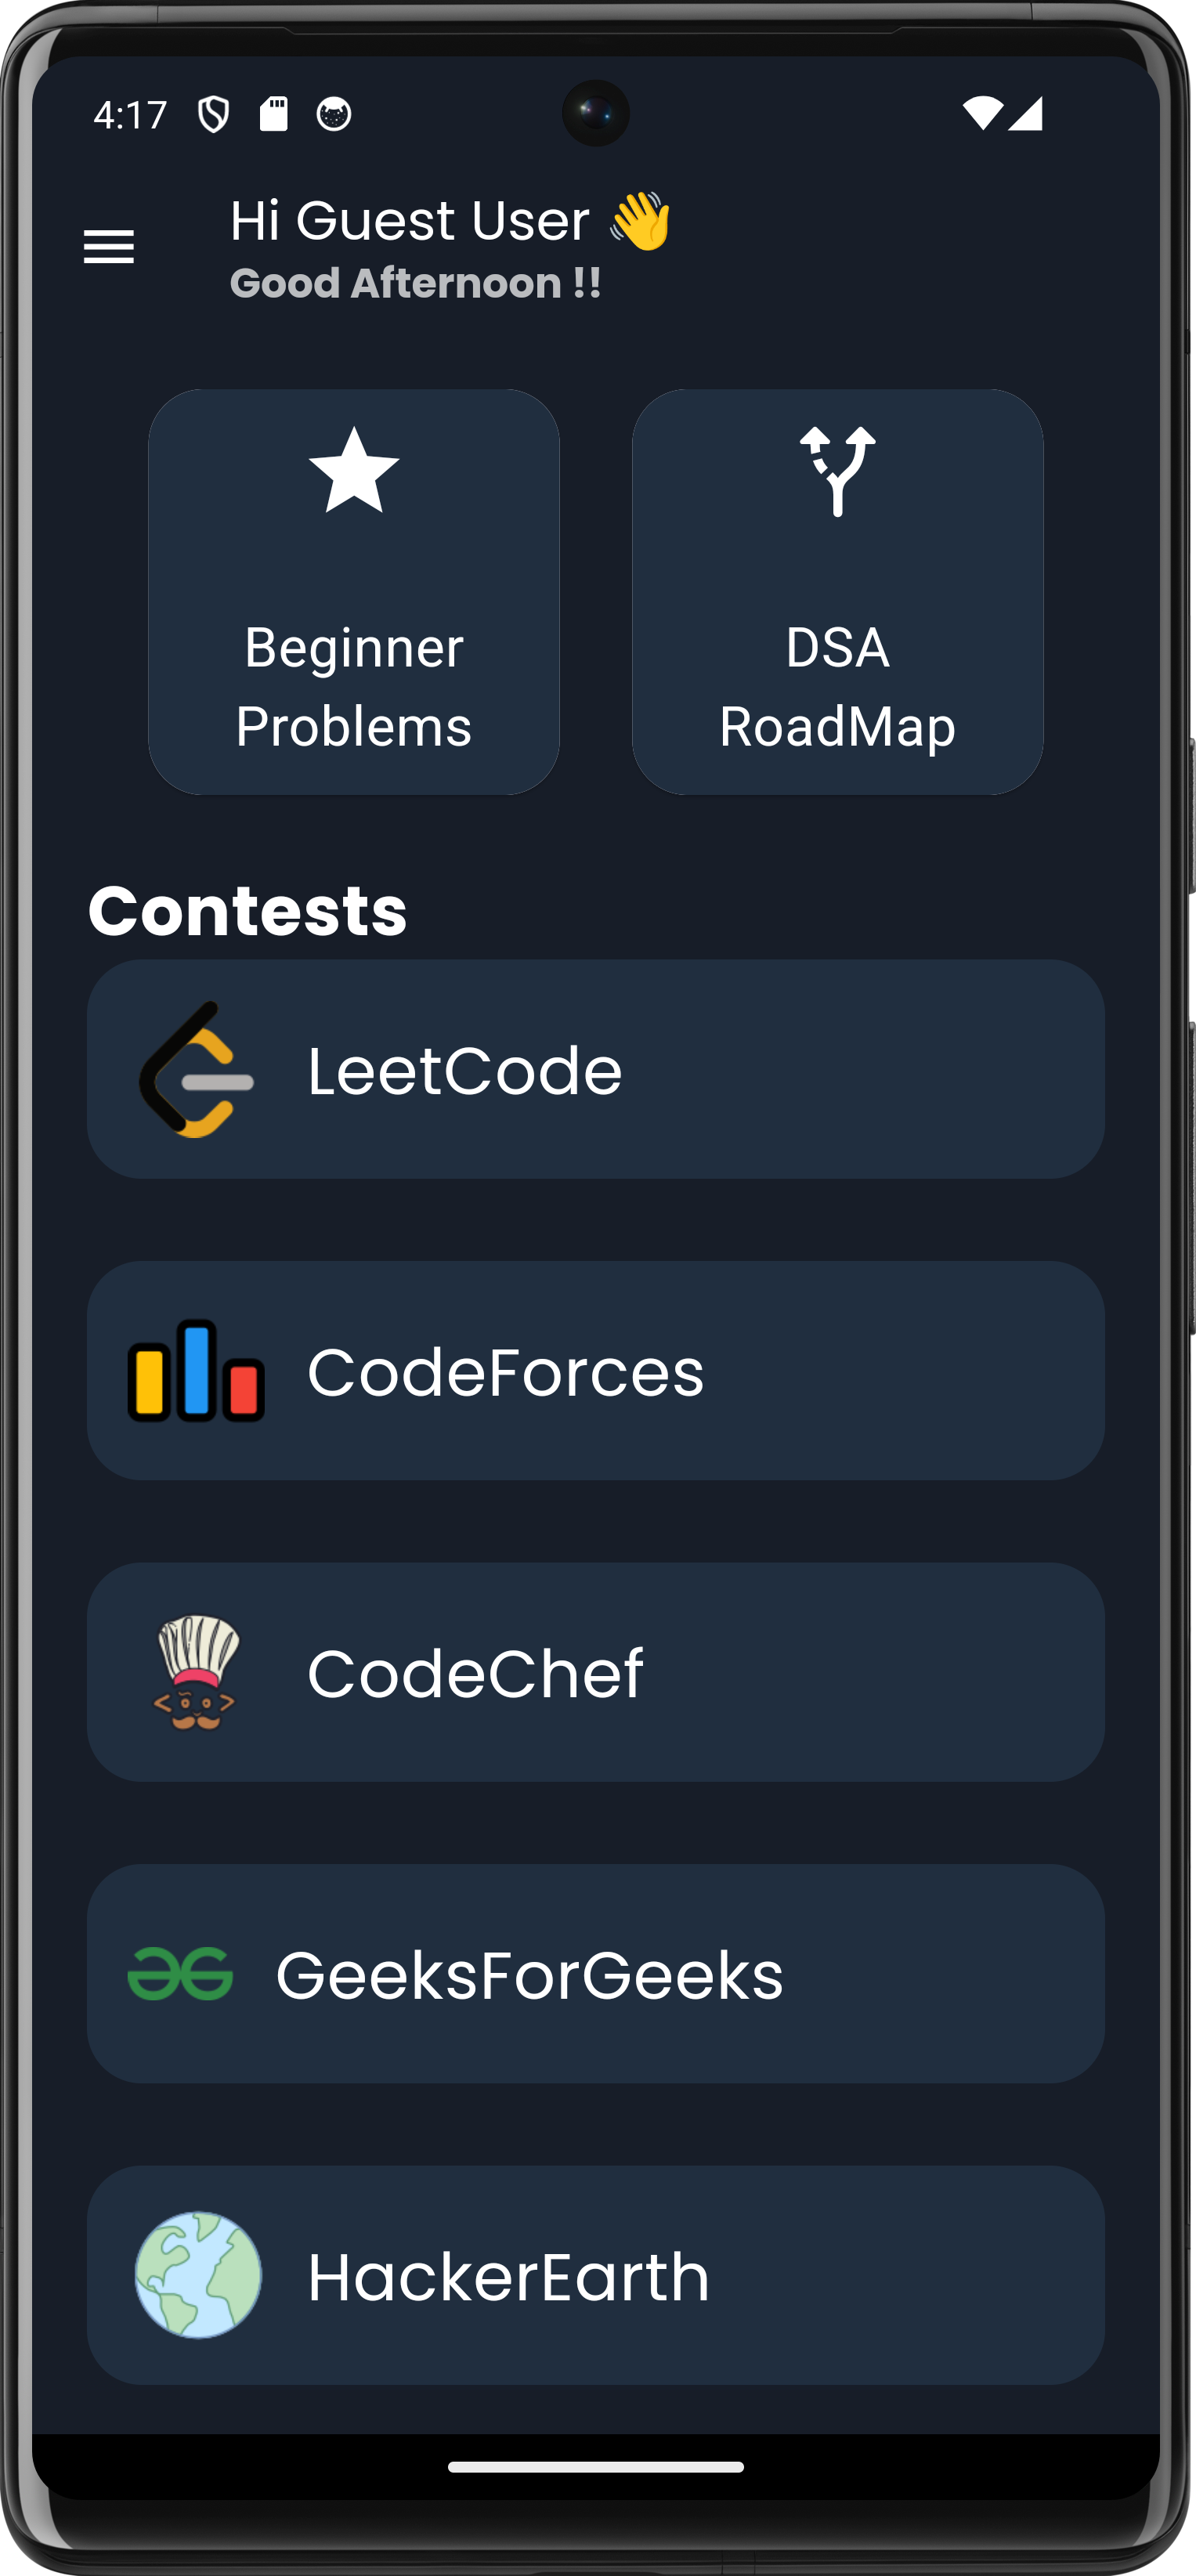 4:17
Hi Guest User 👋
Good Afternoon !!
Beginner
Problems
DSA
RoadMap
Contests
LeetCode
CodeForces
CodeChef
GeeksForGeeks
HackerEarth